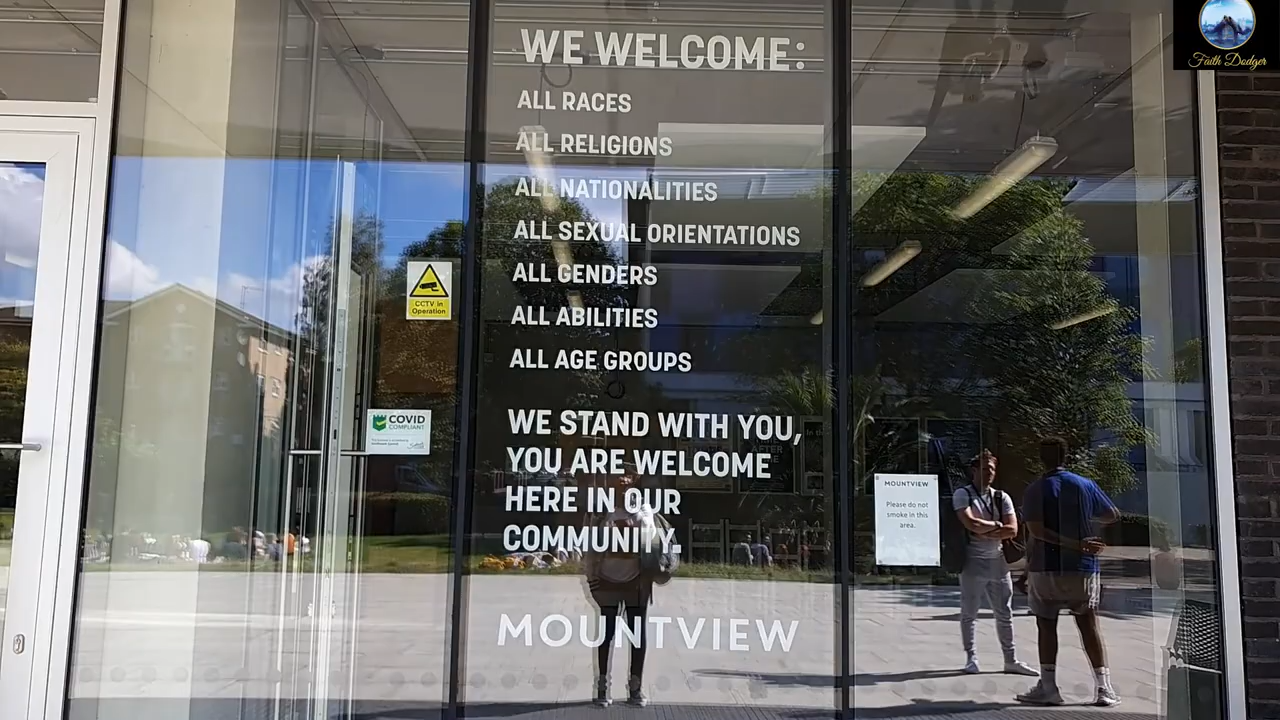 WE WELCOME:
ALL RACES
ALL RELIGIONS
ALL NATIONALITIES
ALL SEXUAL ORIENTATIONS
ALL GENDERS
ALL ABILITIES
ALL AGE GROUPS
WE STAND WITH YOU,
YOU ARE WELCOME
HERE IN OUR
COMMUNITY.
MOUNTVIEW
CCTV in
Operation
COVID
COMPLIANT
MOUNTVIEW
Please do not
smoke in this
area.
Faith Dodger